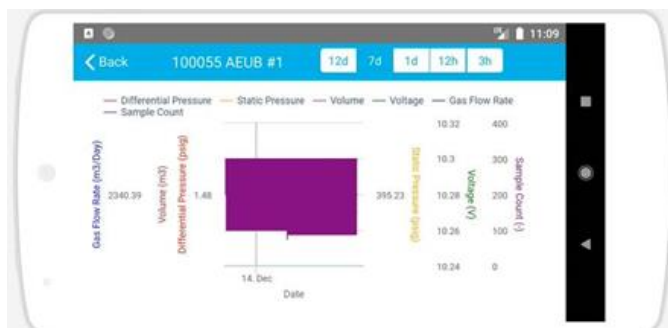 11:09
Back 100055 AEUB #1 12d 7d 1d 12h 3h
Differential Pressure Static Pressure Volume Voltage Gas Flow Rate
Sample Count
Gas Flow Rate (m3/Day)
2340.39
Volume (m3)
Differential Pressure (psig)
1.48
395.23
Static Pressure (psig)
10.32
10.3
10.28
10.26
10.24
Voltage (V)
400
300
200
100
0
Sample Count (-)
14. Dec
Date